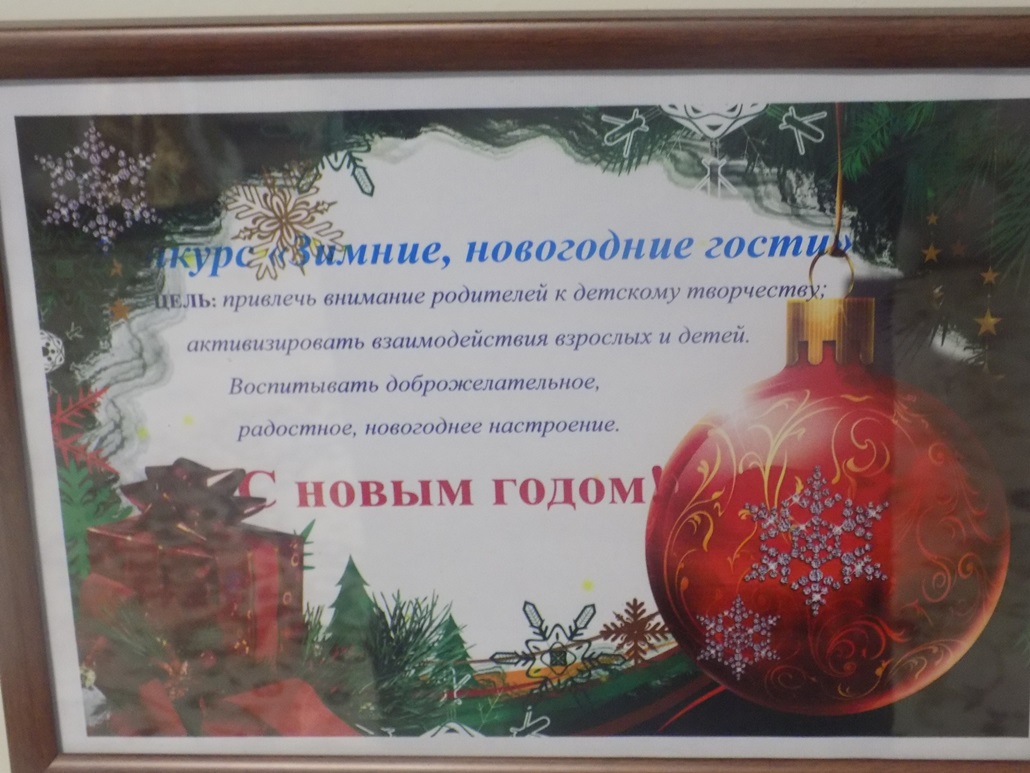 «Зимние, новогодние гости»
ЦЕЛЬ: привлечь внимание родителей к детскому творчеству;
активизировать взаимодействия взрослых и детей.
Воспитывать доброжелательное,
радостное, новогоднее настроение.
С новым годом!